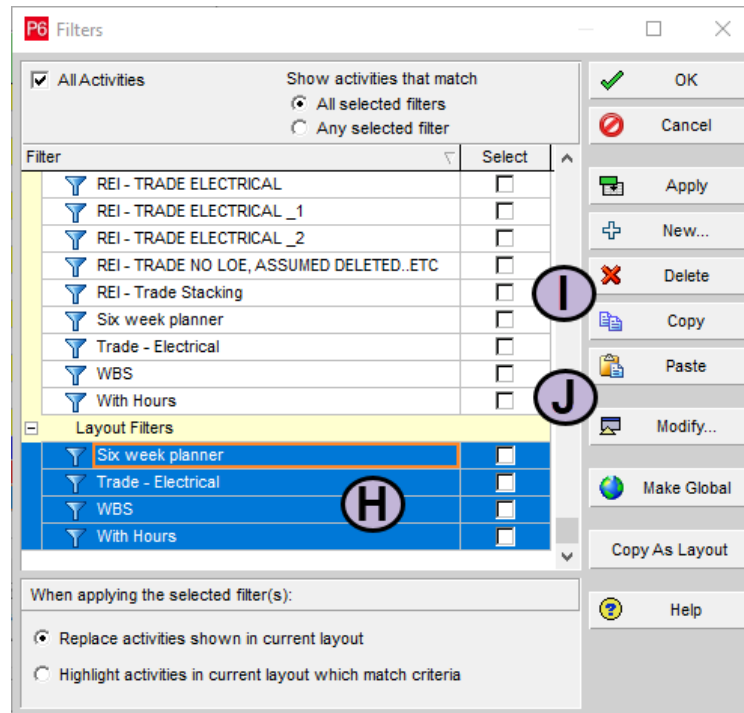 P6 Filters
All Activities
Show activities that match
All selected filters
Any selected filter
Filter Select
REI - TRADE ELECTRICAL
REI - TRADE ELECTRICAL _1
REI - TRADE ELECTRICAL _2
REI - TRADE NO LOE, ASSUMED DELETED..ETC
REI - Trade Stacking
Six week planner
Trade - Electrical
WBS
With Hours
Layout Filters
Six week planner
Trade - Electrical
WBS
With Hours
I
J
H
When applying the selected filter(s):
Replace activities shown in current layout
Highlight activities in current layout which match criteria
OK
Cancel
Apply
New...
Delete
Copy
Paste
Modify...
Make Global
Copy As Layout
? Help